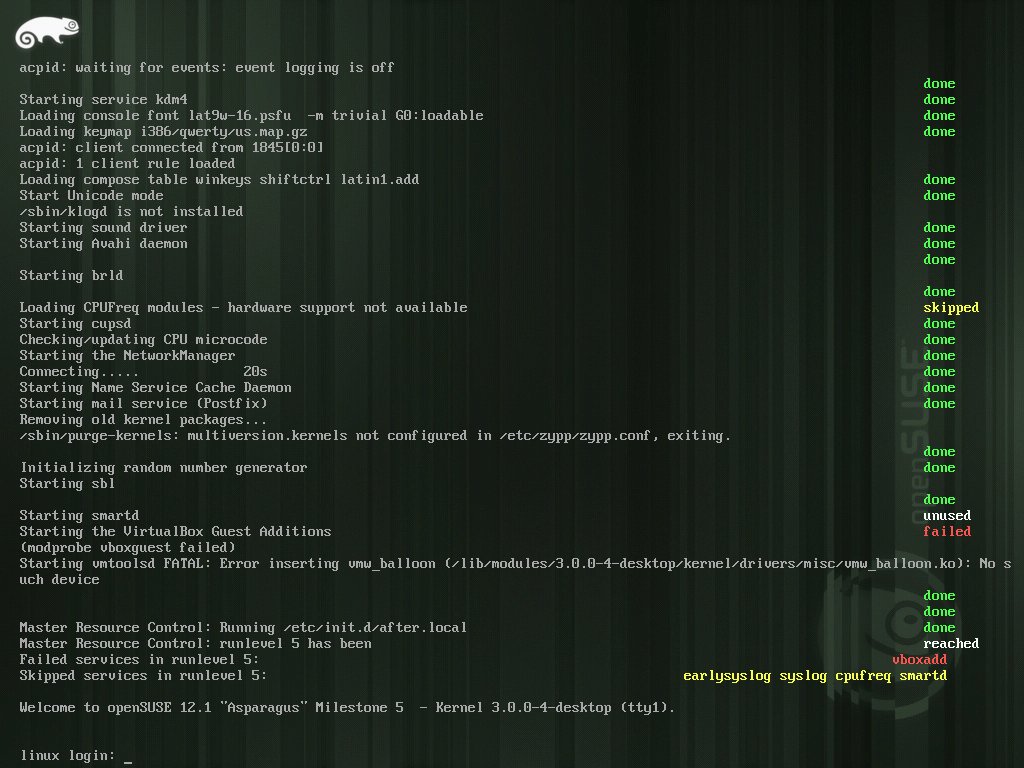 acpid: waiting for events: event logging is off
done
Starting service kdm4 done
Loading console font lat9w-16.psfu  -m trivial G0:loadable done
Loading keymap i386/qwerty/us.map.gz done
acpid: client connected from 1845[0:0]
acpid: 1 client rule loaded
Loading compose table winkeys shiftctrl latin1.add done
Start Unicode mode done
/sbin/klogd is not installed
Starting sound driver done
Starting Avahi daemon done
done
Starting brld
done
Loading CPUFreq modules - hardware support not available skipped
Starting cupsd done
Checking/updating CPU microcode done
Starting the NetworkManager done
Connecting..... 20s done
Starting Name Service Cache Daemon done
Starting mail service (Postfix) done
Removing old kernel packages...
/sbin/purge-kernels: multiversion.kernels not configured in /etc/zypp/zypp.conf, exiting.
done
Initializing random number generator done
Starting sbl
done
Starting smartd unused
Starting the VirtualBox Guest Additions failed
(modprobe vboxguest failed)
Starting vmtoolsd FATAL: Error inserting vmw_balloon (/lib/modules/3.0.0-4-desktop/kernel/drivers/misc/vmw_balloon.ko): No s
uch device
done
done
Master Resource Control: Running /etc/init.d/after.local done
Master Resource Control: runlevel 5 has been reached
Failed services in runlevel 5: vboxadd
Skipped services in runlevel 5: earlysyslog syslog cpufreq smartd
Welcome to openSUSE 12.1 "Asparagus" Milestone 5  - Kernel 3.0.0-4-desktop (tty1).
linux login: _
openSUSE